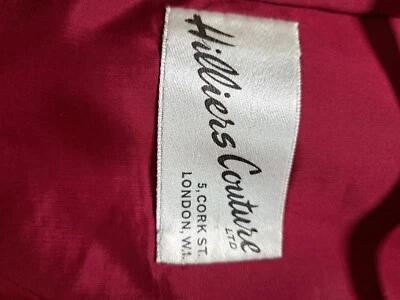 Hilliers Couture
LTD
5, CORK ST.
LONDON, W.1.